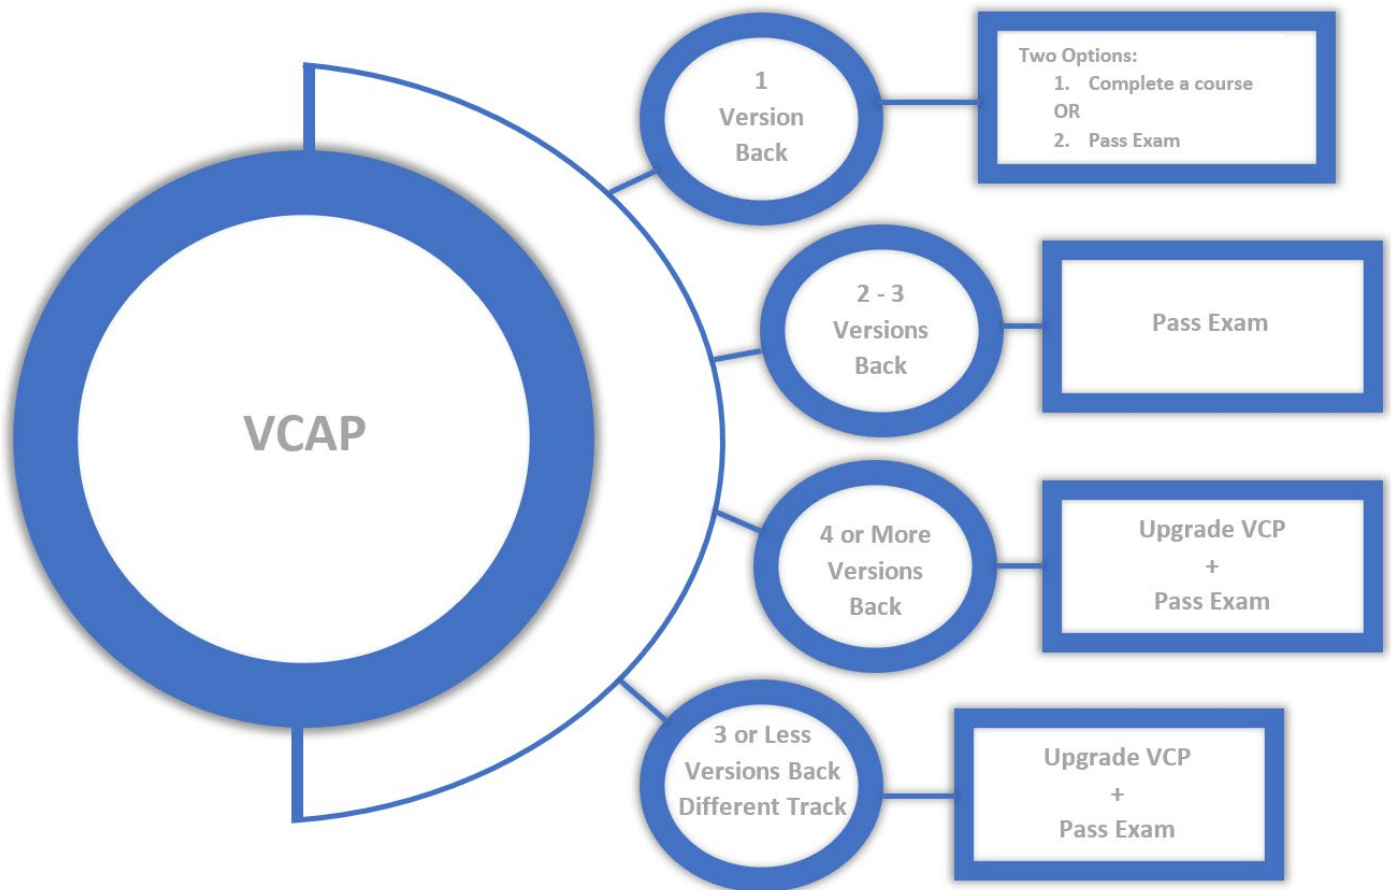 VCAP
1
Version
Back
Two Options:
1. Complete a course
OR
2. Pass Exam
2 - 3
Versions
Back
Pass Exam
4 or More
Versions
Back
Upgrade VCP
+
Pass Exam
3 or Less
Versions Back
Different Track
Upgrade VCP
+
Pass Exam